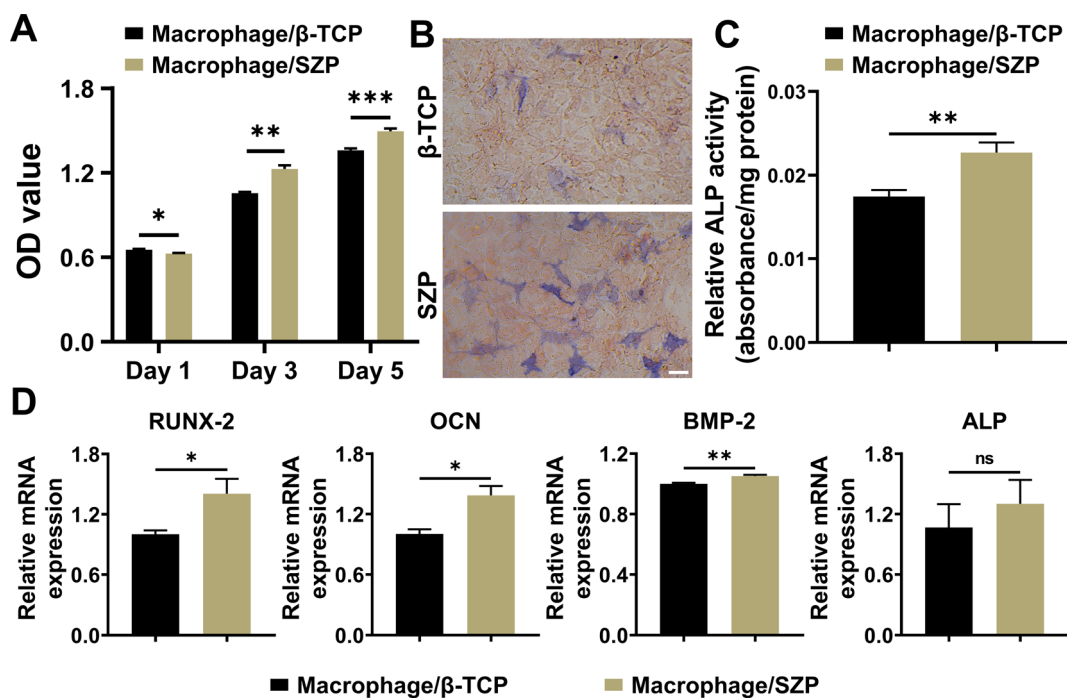 A
Macrophage/β-TCP
Macrophage/SZP
OD value
1.8
1.2
0.6
0.0
*
**
***
Day 1
Day 3
Day 5
B
β-TCP
SZP
C
Macrophage/β-TCP
Macrophage/SZP
Relative ALP activity
(absorbance/mg protein)
0.03
0.02
0.01
0.00
**
D
RUNX-2
Relative mRNA
expression
1.8
1.2
0.6
0.0
*
OCN
Relative mRNA
expression
1.8
1.2
0.6
0.0
*
BMP-2
Relative mRNA
expression
1.2
0.8
0.4
0.0
**
ALP
Relative mRNA
expression
1.8
1.2
0.6
0.0
ns
Macrophage/β-TCP
Macrophage/SZP